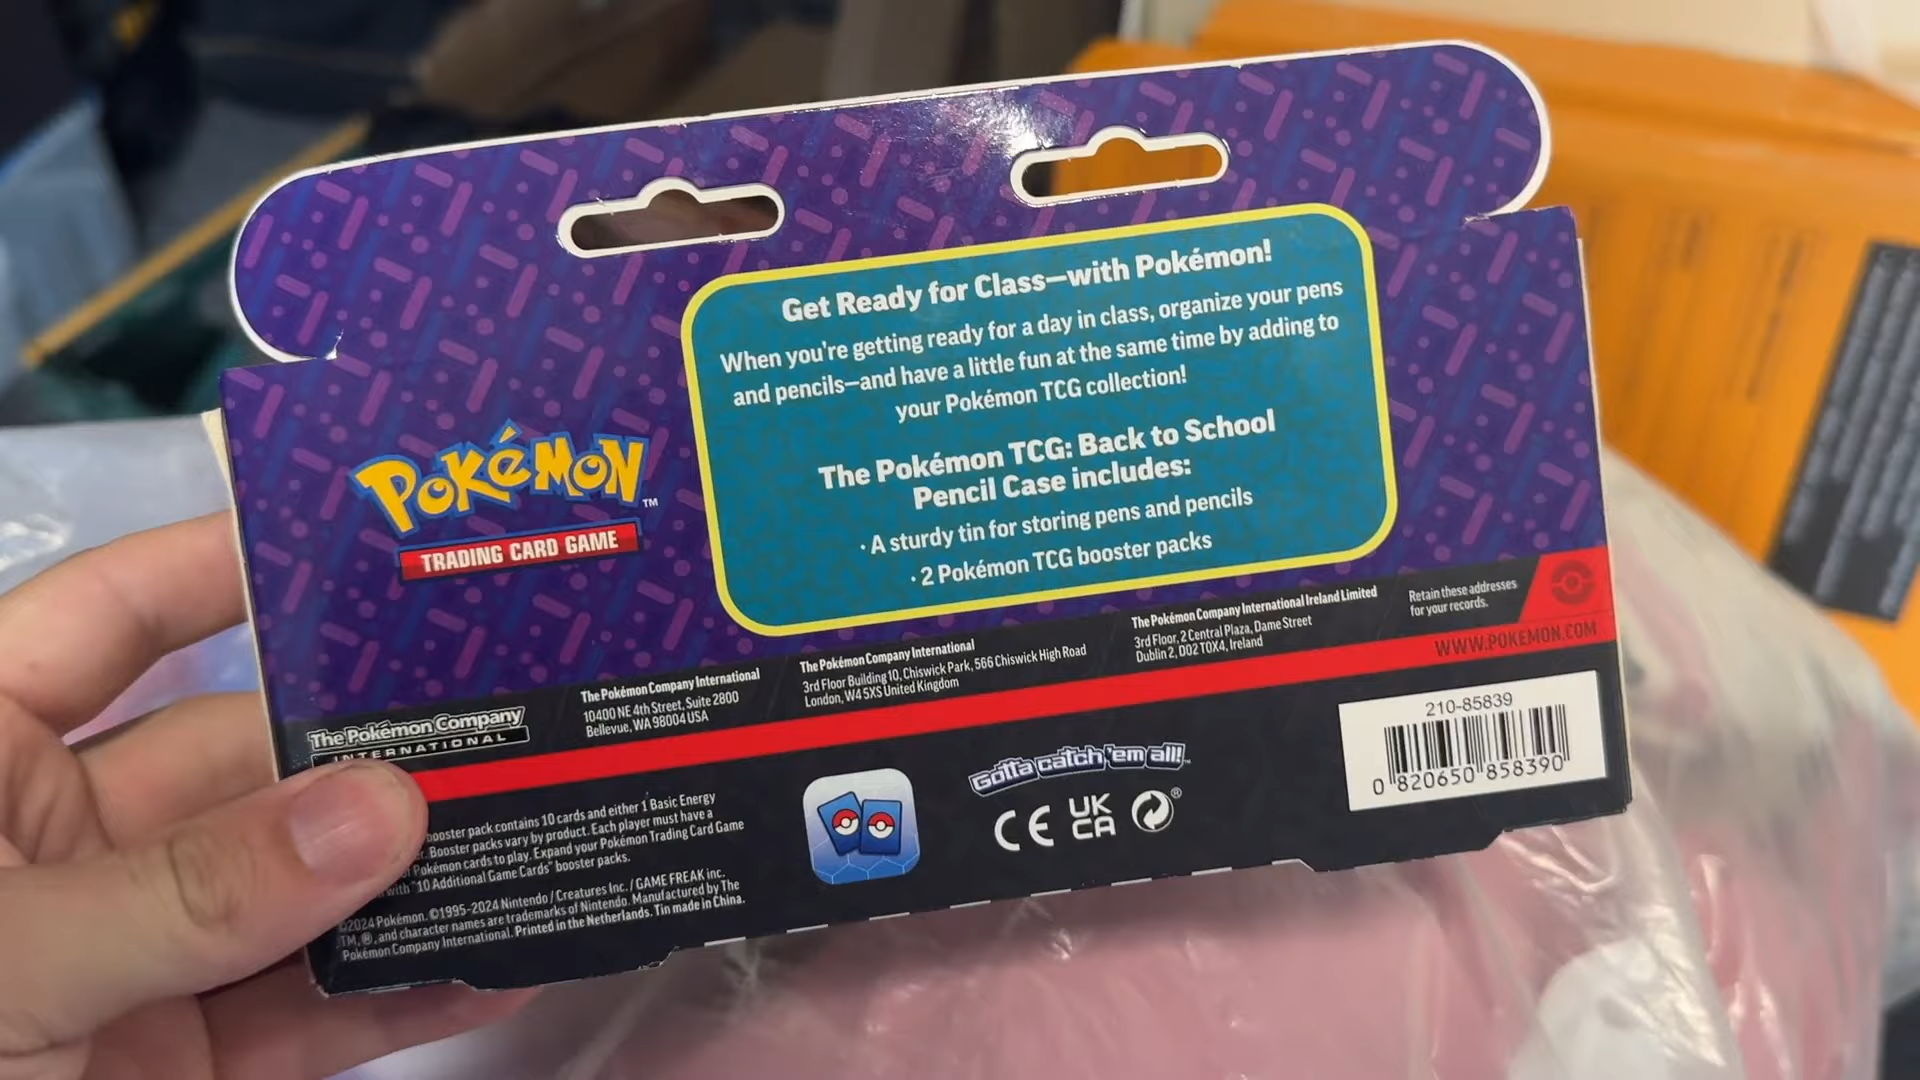 Get Ready for Class—with Pokémon!
When you're getting ready for a day in class, organize your pens
and pencils—and have a little fun at the same time by adding to
your Pokémon TCG collection!
The Pokémon TCG: Back to School
Pencil Case includes:
· A sturdy tin for storing pens and pencils
· 2 Pokémon TCG booster packs
POKéMON™
TRADING CARD GAME
The Pokémon Company
INTERNATIONAL
The Pokémon Company International
10400 NE 4th Street, Suite 2800
Bellevue, WA 98004 USA
The Pokémon Company International
3rd Floor Building 10, Chiswick Park, 566 Chiswick High Road
London, W4 5XS United Kingdom
The Pokémon Company International Ireland Limited
3rd Floor, 2 Central Plaza, Dame Street
Dublin 2, D02 T0X4, Ireland
Retain these addresses
for your records.
WWW.POKEMON.COM
booster pack contains 10 cards and either 1 Basic Energy
Booster packs vary by product. Each player must have a
of Pokémon cards to play. Expand your Pokémon Trading Card Game
with "10 Additional Game Cards" booster packs.
©2024 Pokémon. ©1995-2024 Nintendo / Creatures Inc. / GAME FREAK inc.
TM, ®, and character names are trademarks of Nintendo. Manufactured by The
Pokémon Company International. Printed in the Netherlands. Tin made in China.
Gotta catch 'em all!™
CE
UK
CA
®
210-85839
0 820650 858390